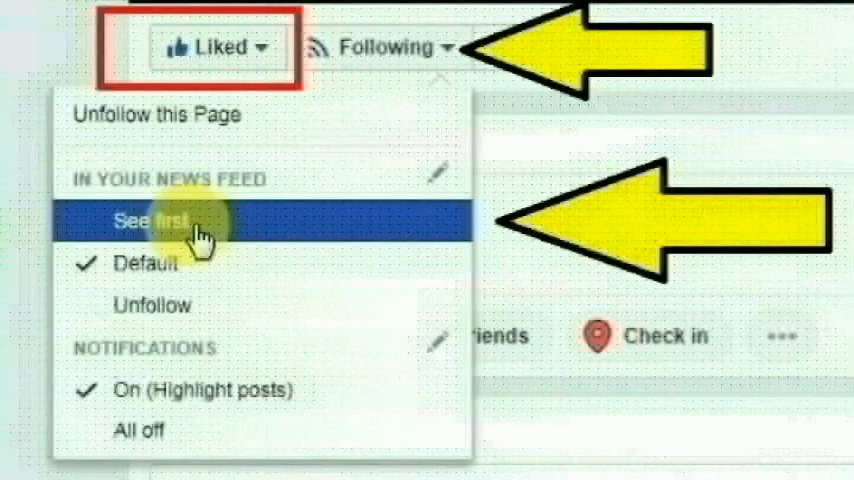 Liked Following
Unfollow this Page
IN YOUR NEWS FEED
See first
Default
Unfollow
riends Check in
NOTIFICATIONS
On (Highlight posts)
All off